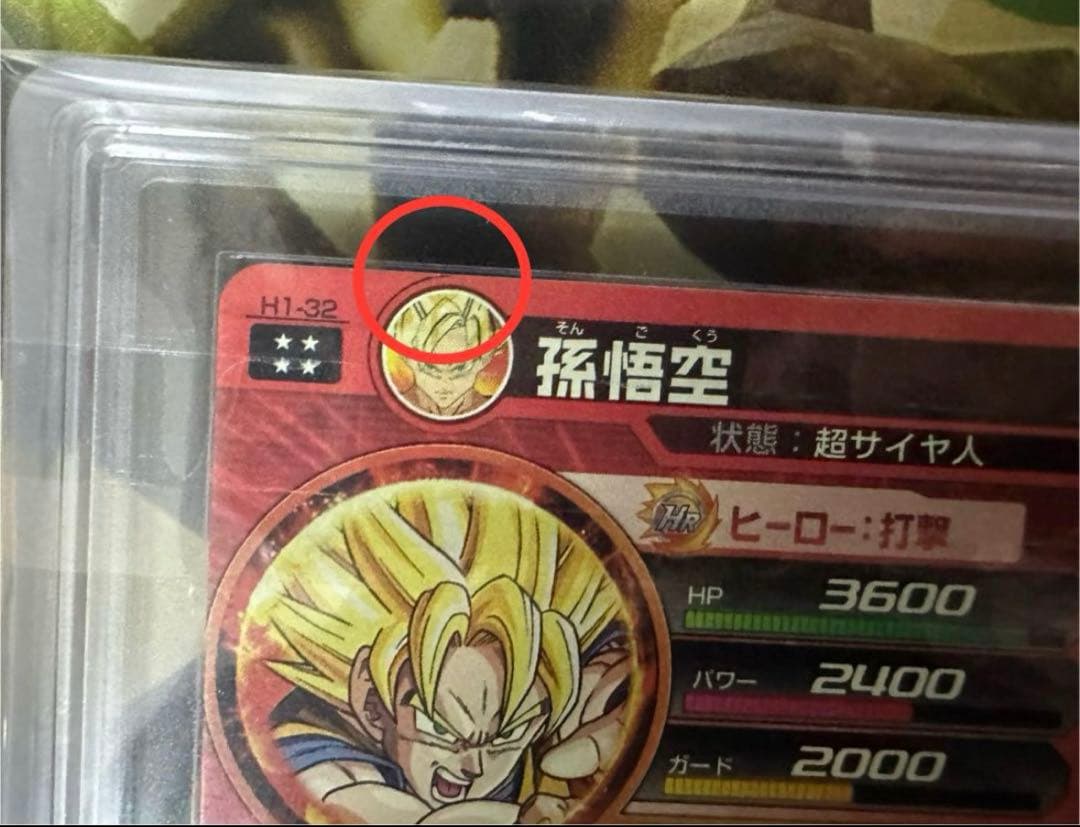 H1-32
★★
★★
そん ご くう
孫悟空
状態：超サイヤ人
HR ヒーロー：打撃
HP 3600
パワー 2400
ガード 2000